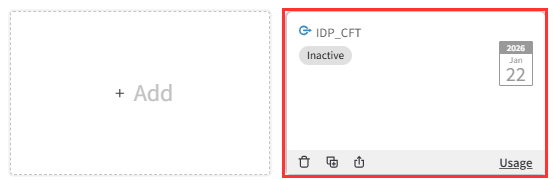 + Add
IDP_CFT
Inactive
2026
Jan
22
Usage